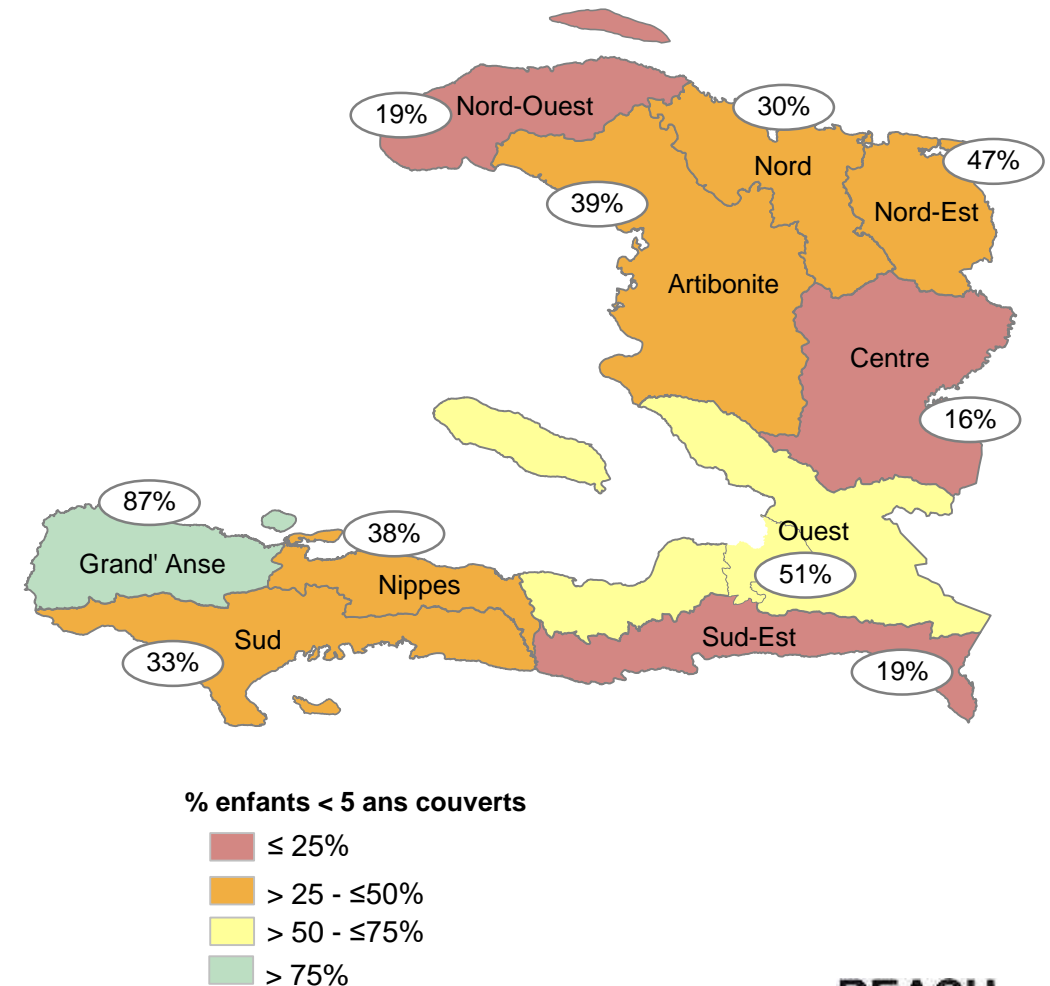 Nord-Ouest
19%
30%
Nord
47%
Nord-Est
39%
Artibonite
Centre
16%
87%
Grand' Anse
38%
Nippes
Ouest
51%
Sud
33%
Sud-Est
19%
% enfants < 5 ans couverts
≤ 25%
> 25 - ≤50%
> 50 - ≤75%
> 75%